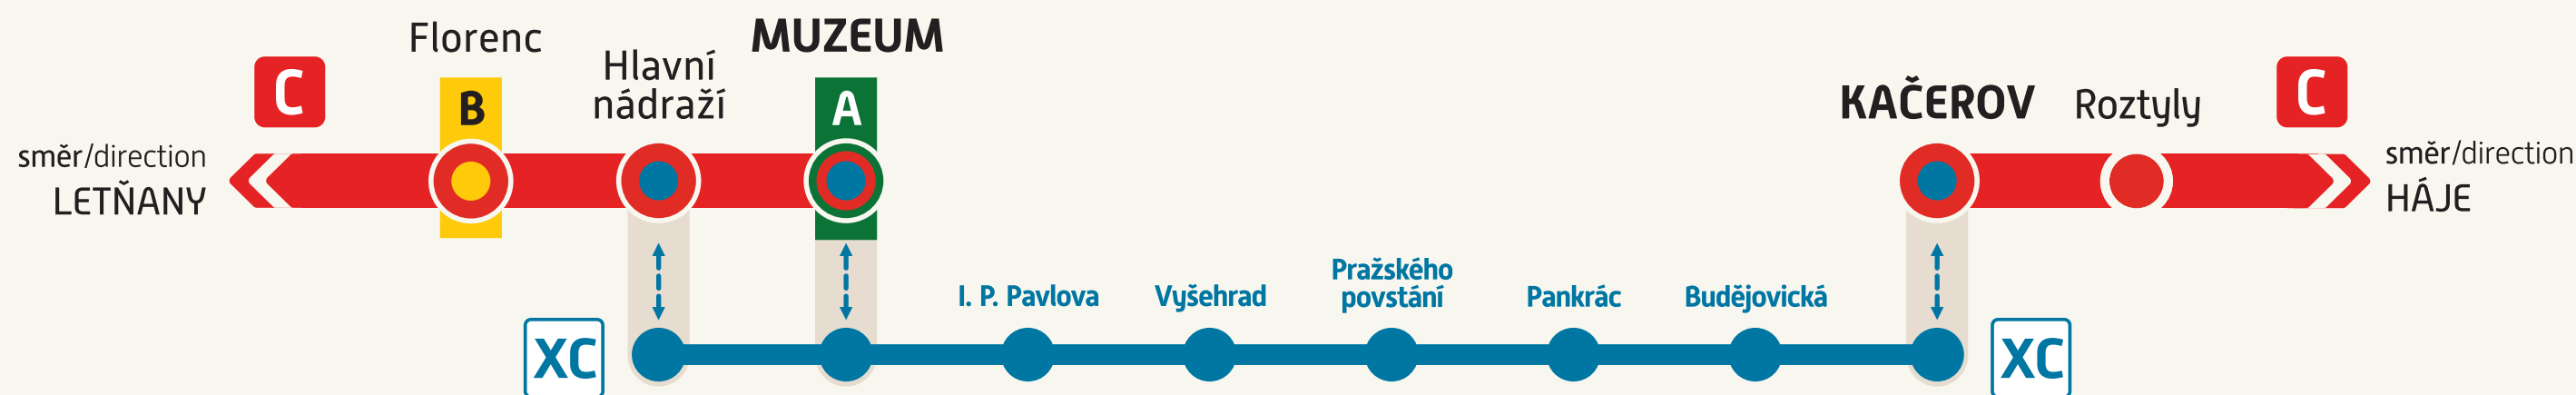 Florenc
Hlavní
nádraží
MUZEUM
C
B
A
KAČEROV
Roztyly
C
směr/direction
LETŇANY
směr/direction
HÁJE
I. P. Pavlova
Vyšehrad
Pražského
povstání
Pankrác
Budějovická
XC
XC